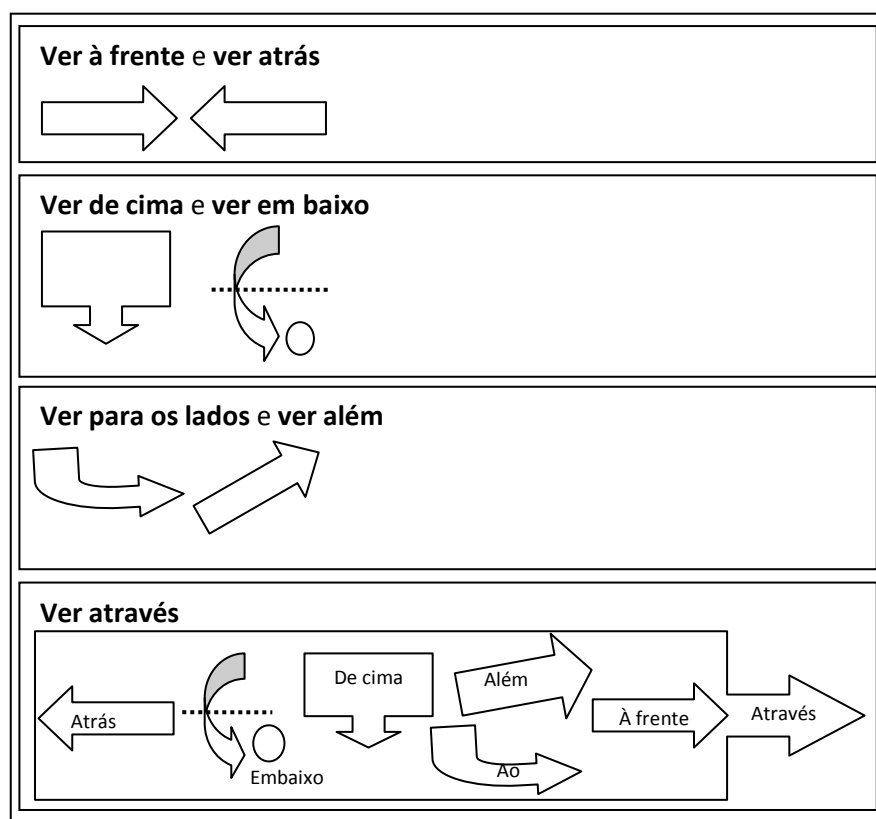 Ver à frente e ver atrás
Ver de cima e ver em baixo
Ver para os lados e ver além
Ver através
De cima
Além
Atrás
À frente
Através
Ao
Embaixo